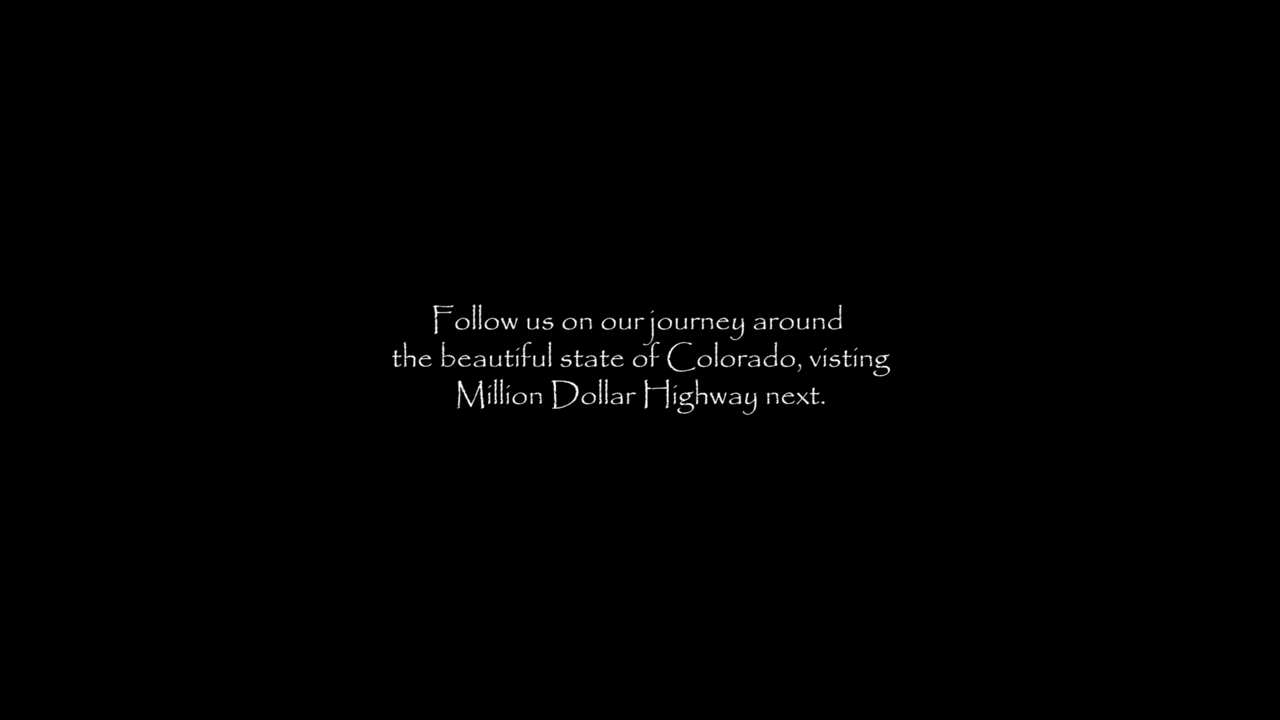 Follow us on our journey around
the beautiful state of Colorado, visting
Million Dollar Highway next.